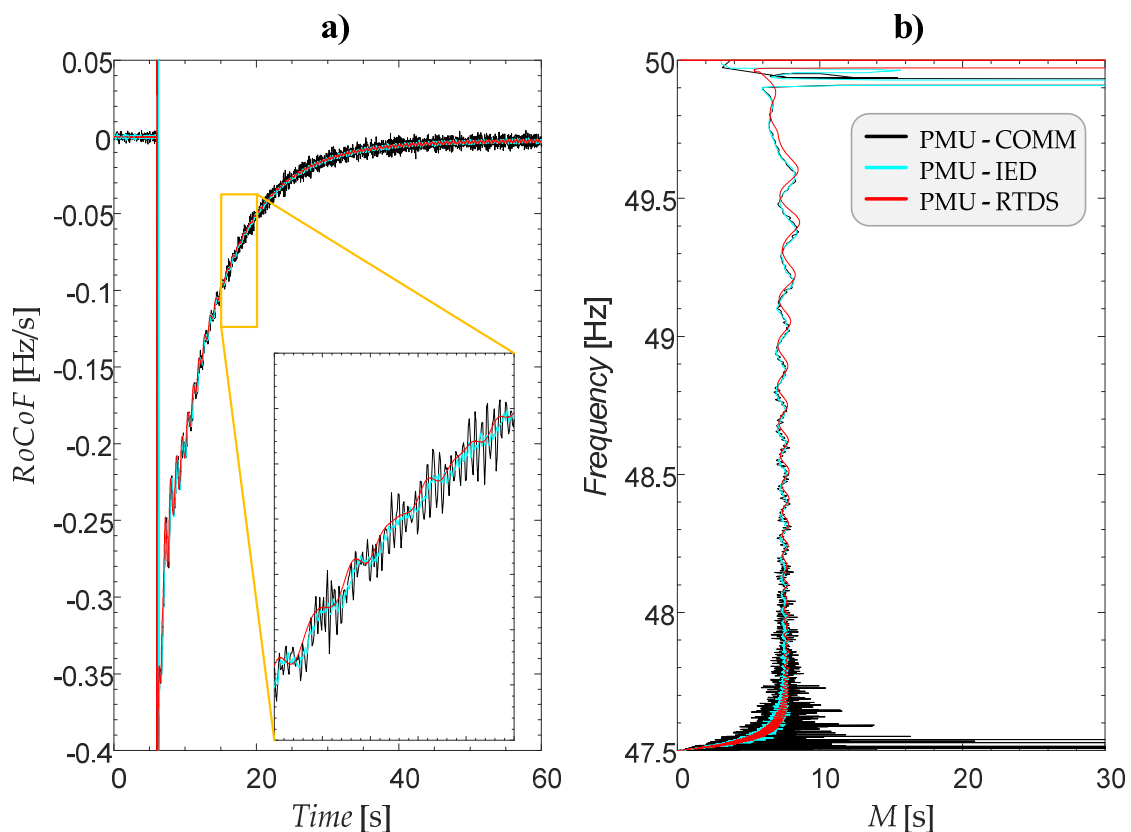 a)
0.05
0
-0.05
-0.1
-0.15
-0.2
-0.25
-0.3
-0.35
-0.4
RoCoF [Hz/s]
0
20
40
60
Time [s]
b)
50
49.5
49
48.5
48
47.5
Frequency [Hz]
PMU - COMM
PMU - IED
PMU - RTDS
0
10
20
30
M [s]